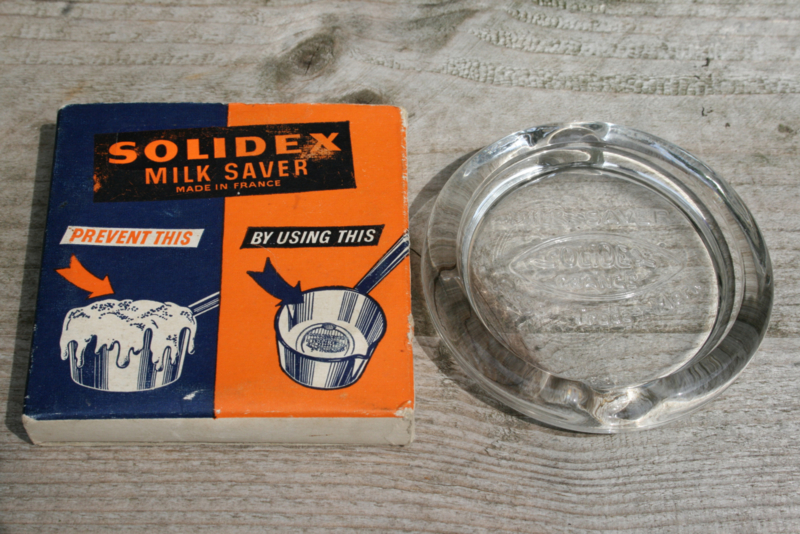 SOLIDEX
MILK SAVER
MADE IN FRANCE
PREVENT THIS
BY USING THIS